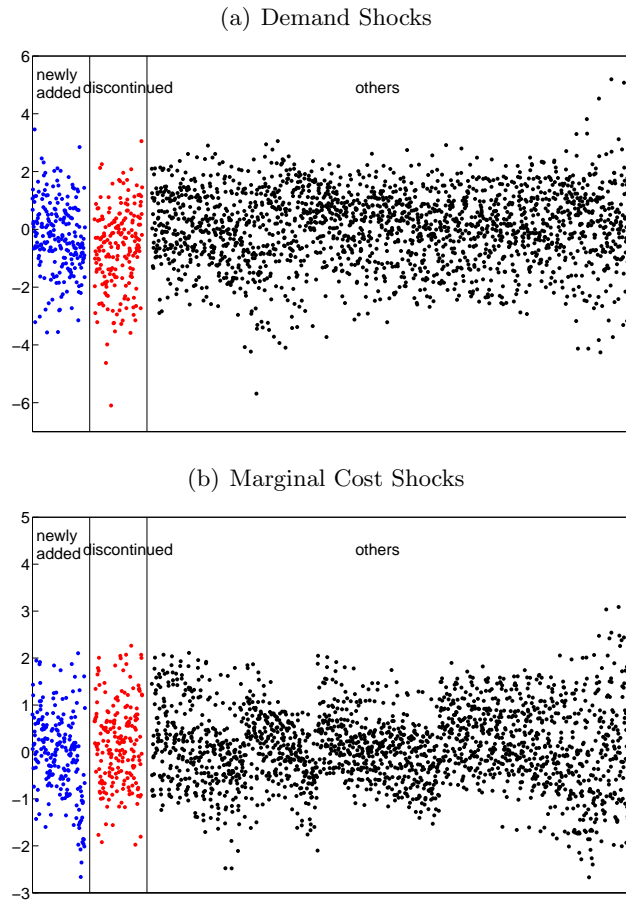 (a) Demand Shocks
6
newly
added
discontinued
others
4
2
0
−2
−4
−6
(b) Marginal Cost Shocks
5
newly
added
discontinued
others
4
3
2
1
0
−1
−2
−3